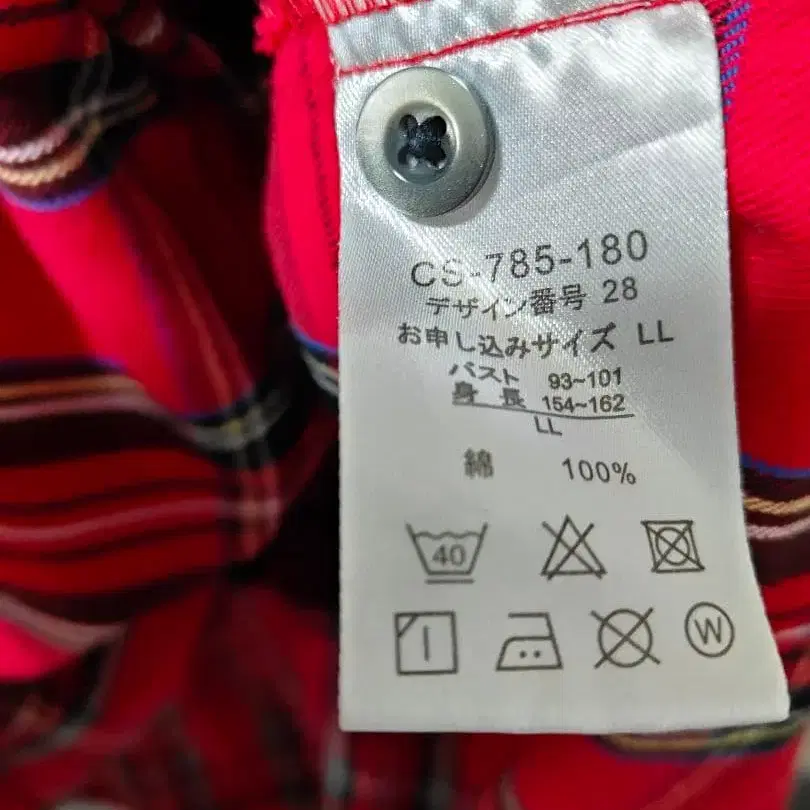 CS-785-180
デザイン番号 28
お申し込みサイズ LL
バスト 93~101
身長 154~162
LL
綿 100%
40
W